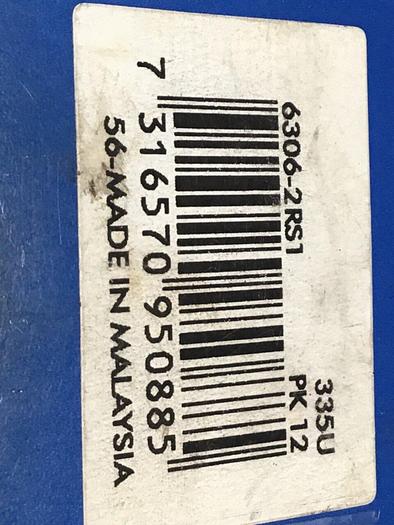 335U
6306-2RS1 PK 12
7 316570 950885
56-MADE IN MALAYSIA